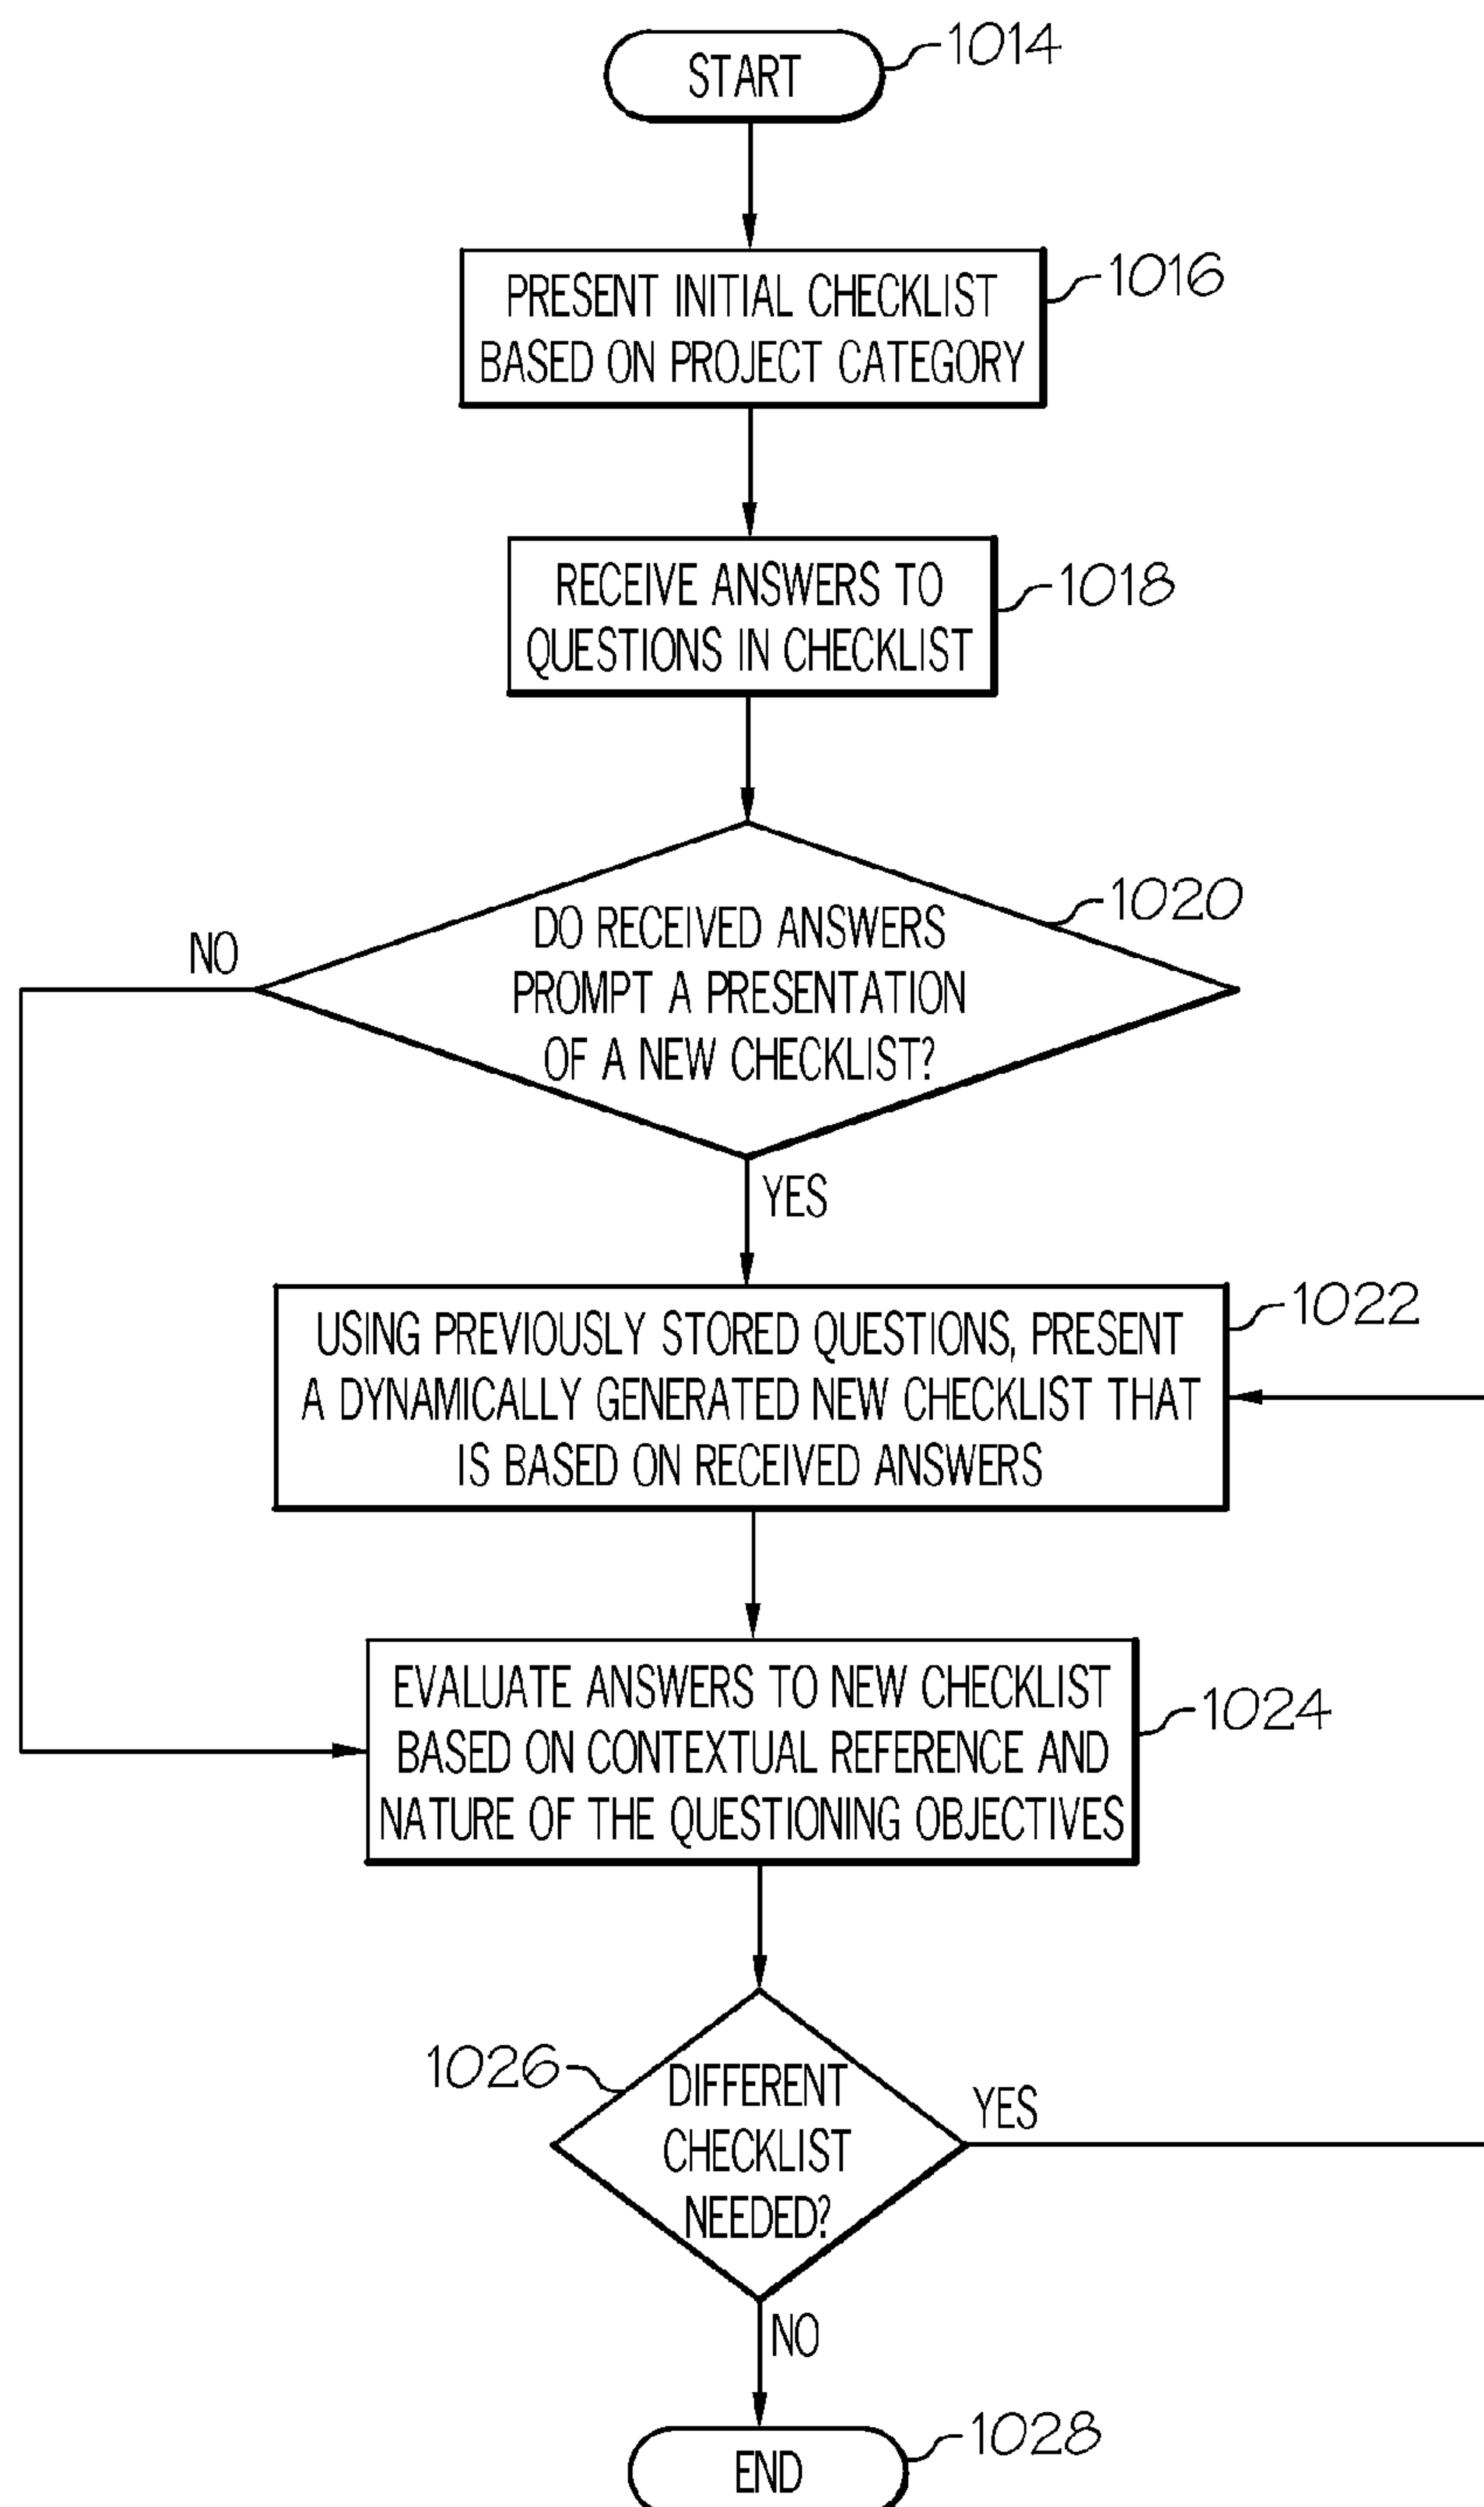 START
1014
PRESENT INITIAL CHECKLIST
BASED ON PROJECT CATEGORY
1016
RECEIVE ANSWERS TO
QUESTIONS IN CHECKLIST
1018
DO RECEIVED ANSWERS
PROMPT A PRESENTATION
OF A NEW CHECKLIST?
1020
NO
YES
USING PREVIOUSLY STORED QUESTIONS, PRESENT
A DYNAMICALLY GENERATED NEW CHECKLIST THAT
IS BASED ON RECEIVED ANSWERS
1022
EVALUATE ANSWERS TO NEW CHECKLIST
BASED ON CONTEXTUAL REFERENCE AND
NATURE OF THE QUESTIONING OBJECTIVES
1024
1026
DIFFERENT
CHECKLIST
NEEDED?
YES
NO
END
1028